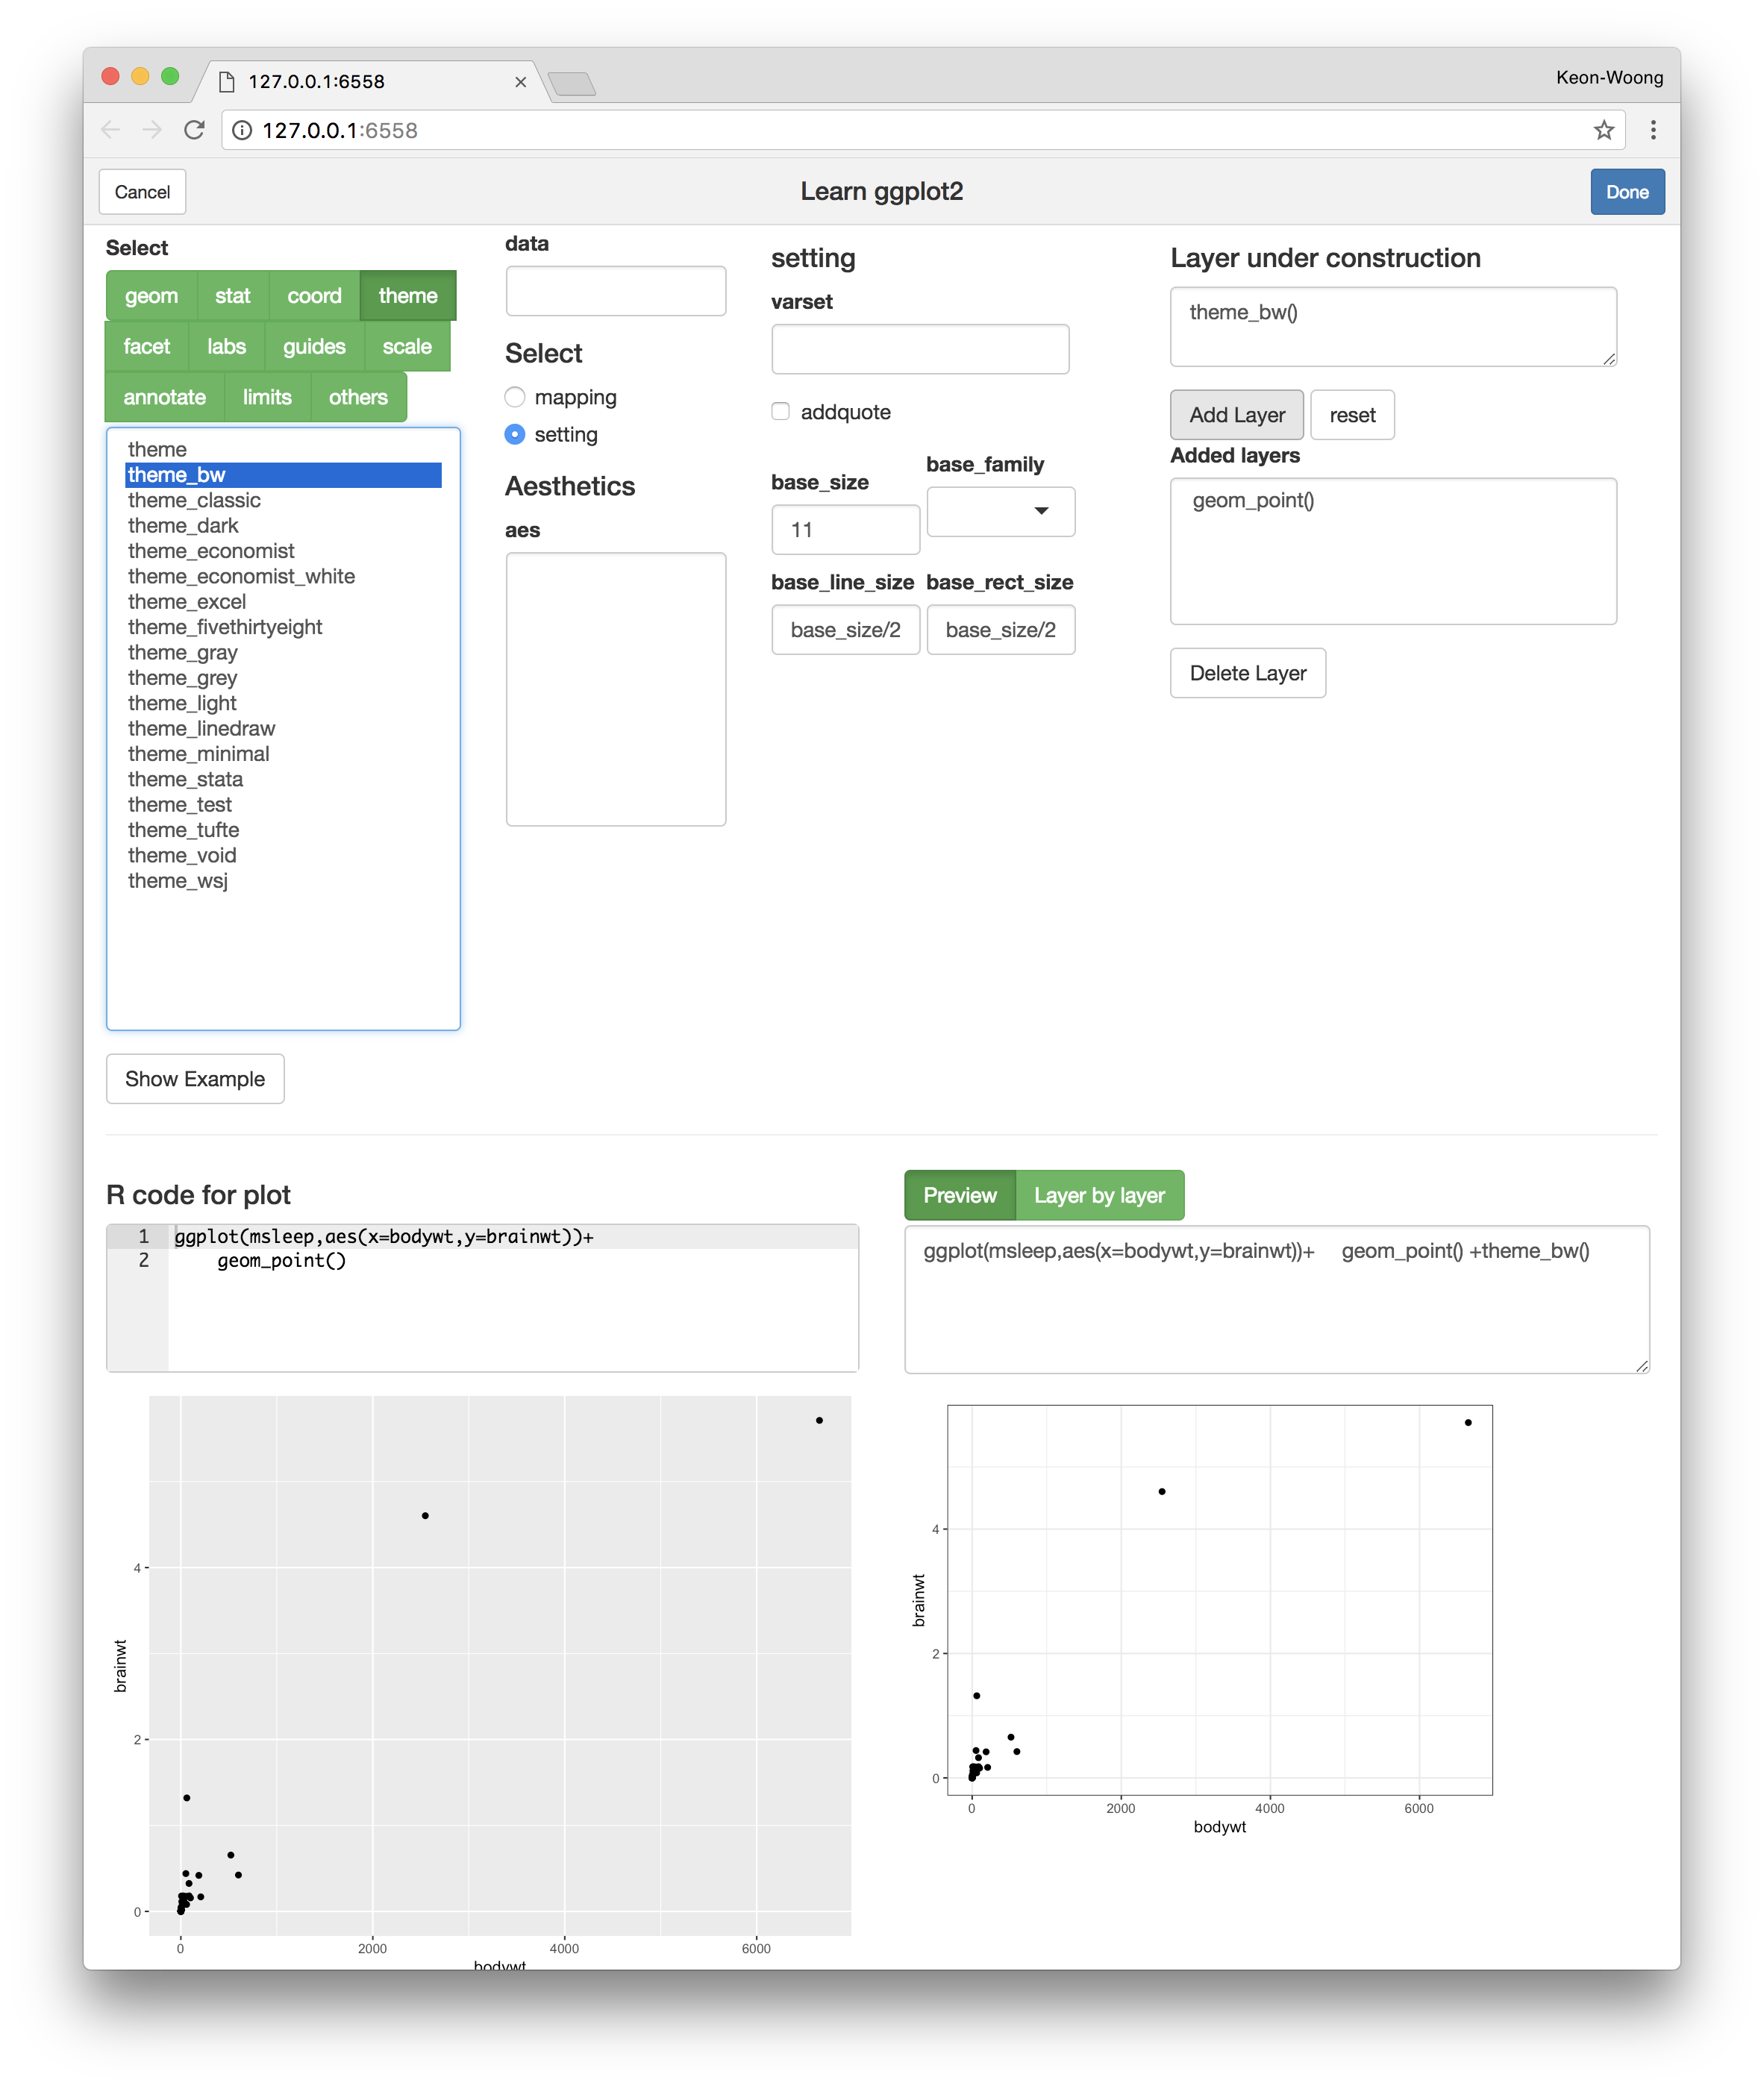 127.0.0.1:6558
Keon-Woong
127.0.0.1:6558
Cancel
Learn ggplot2
Done
Select
geom stat coord theme
facet labs guides scale
annotate limits others
theme
theme_bw
theme_classic
theme_dark
theme_economist
theme_economist_white
theme_excel
theme_fivethirtyeight
theme_gray
theme_grey
theme_light
theme_linedraw
theme_minimal
theme_stata
theme_test
theme_tufte
theme_void
theme_wsj
Show Example
data
Select
mapping
setting
Aesthetics
aes
setting
varset
addquote
base_size
11
base_family
base_line_size
base_size/2
base_rect_size
base_size/2
Layer under construction
theme_bw()
Add Layer
reset
Added layers
geom_point()
Delete Layer
R code for plot
1 ggplot(msleep,aes(x=bodywt,y=brainwt))+
2 geom_point()
4
2
0
brainwt
0 2000 4000 6000
bodywt
Preview Layer by layer
ggplot(msleep,aes(x=bodywt,y=brainwt))+ geom_point() +theme_bw()
4
2
0
brainwt
0 2000 4000 6000
bodywt